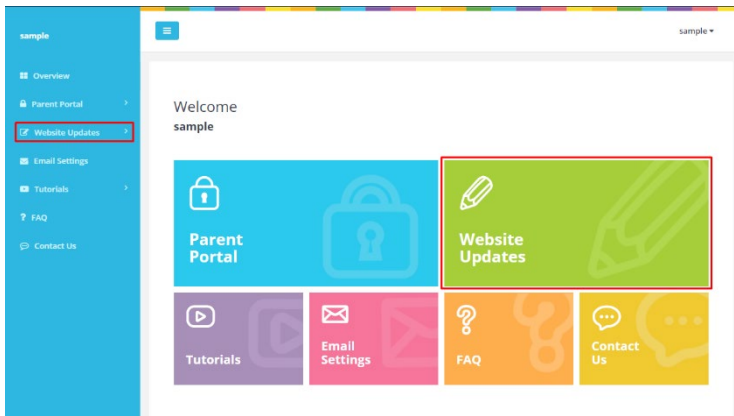 sample
sample
Overview
Parent Portal
Website Updates
Email Settings
Tutorials
? FAQ
Contact Us
Welcome
sample
Parent
Portal
Website
Updates
Tutorials
Email
Settings
FAQ
Contact
Us